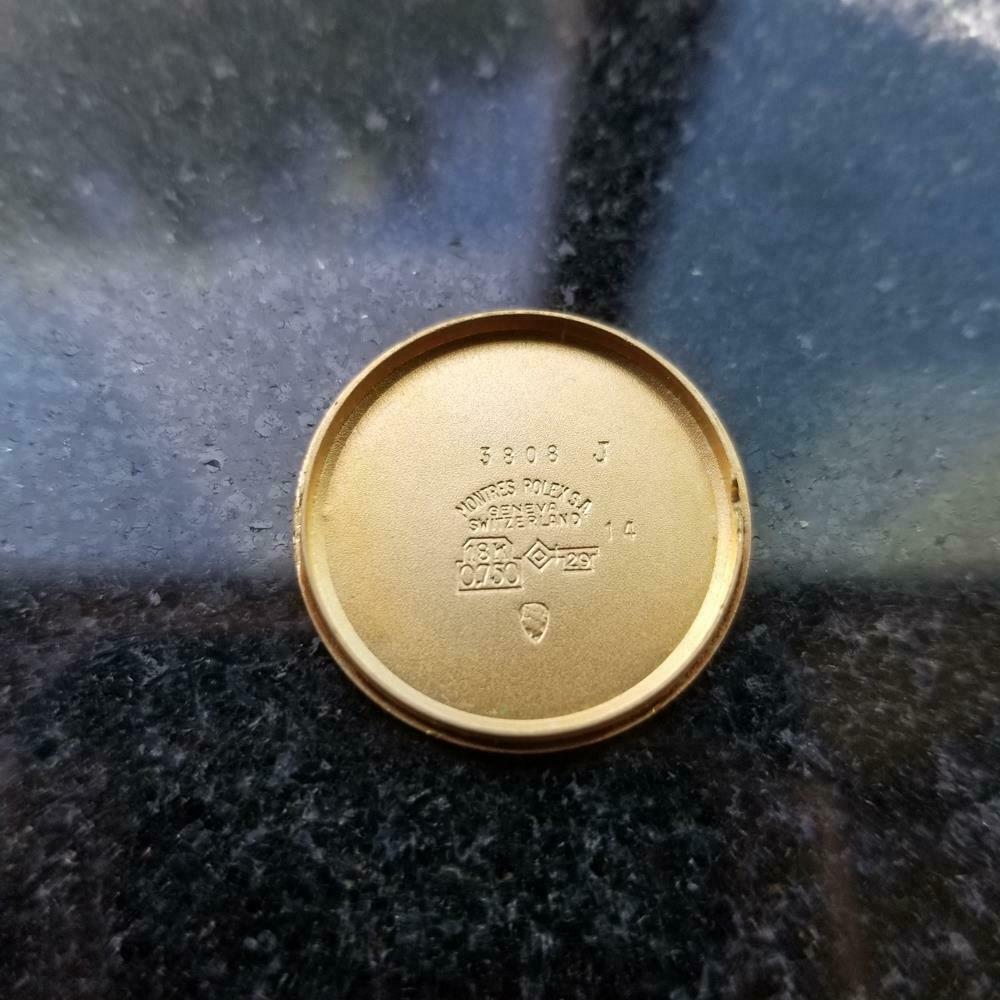 3808 J
MONTRES ROLEX S.A
GENEVA
SWITZERLAND
14
18K
0.750
29